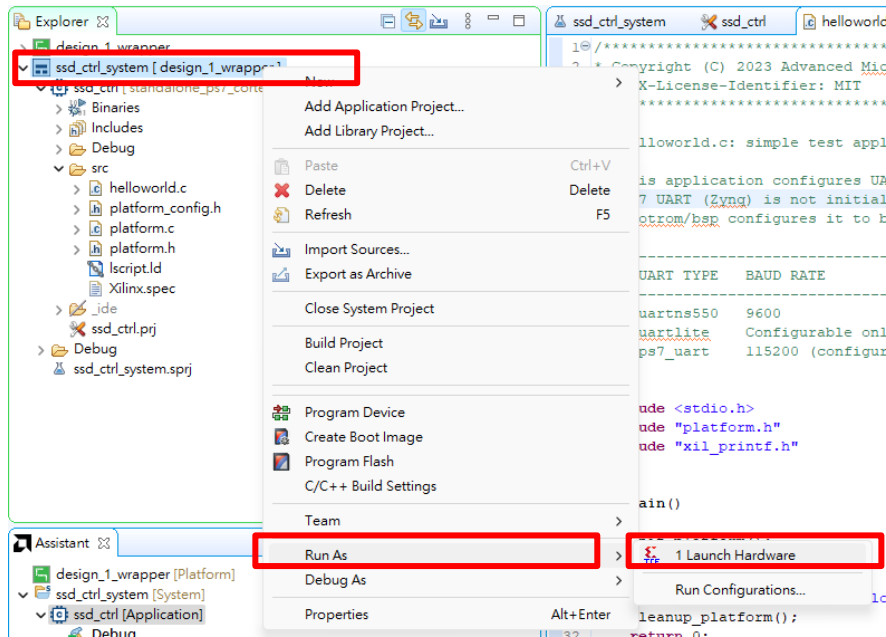 Explorer
design_1_wrapper
ssd_ctrl_system [ design_1_wrapper ]
ssd_ctrl [ standalone_ps7_corte
Binaries
Includes
Debug
src
helloworld.c
platform_config.h
platform.c
platform.h
lscript.ld
Xilinx.spec
_ide
ssd_ctrl.prj
Debug
ssd_ctrl_system.sprj
New
Add Application Project...
Add Library Project...
Paste Ctrl+V
Delete Delete
Refresh F5
Import Sources...
Export as Archive
Close System Project
Build Project
Clean Project
Program Device
Create Boot Image
Program Flash
C/C++ Build Settings
Team
Run As
Debug As
Properties Alt+Enter
1 Launch Hardware
Run Configurations...
ssd_ctrl_system ssd_ctrl helloworld
1 /********************************
2 * Copyright (C) 2023 Advanced Mic
X-License-Identifier: MIT
********************************
lloworld.c: simple test appl
is application configures UA
7 UART (Zynq) is not initial
otrom/bsp configures it to b
UART TYPE BAUD RATE
uartns550 9600
uartlite Configurable onl
ps7_uart 115200 (configur
ude <stdio.h>
ude "platform.h"
ude "xil_printf.h"
ain()
leanup_platform();
32 return 0;
Assistant
design_1_wrapper [Platform]
ssd_ctrl_system [System]
ssd_ctrl [Application]
Debug